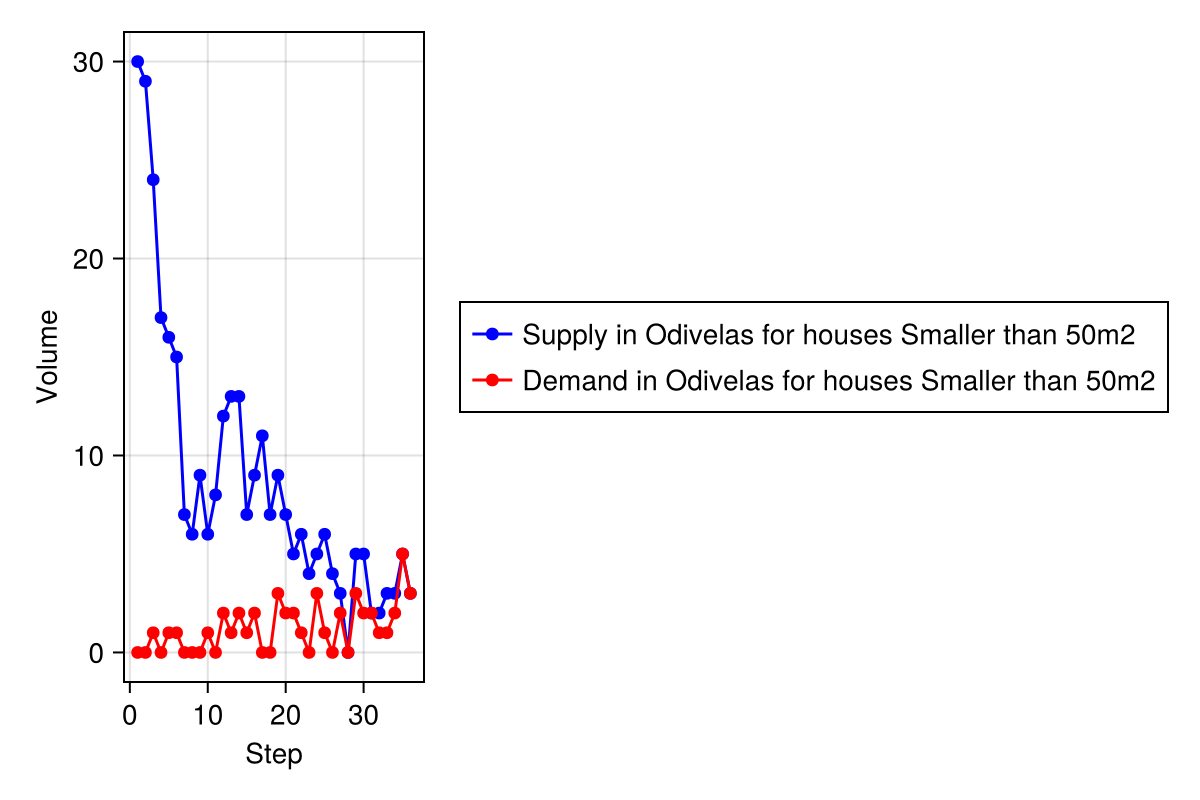 30
20
10
0
Volume
0 10 20 30
Step
Supply in Odivelas for houses Smaller than 50m2
Demand in Odivelas for houses Smaller than 50m2